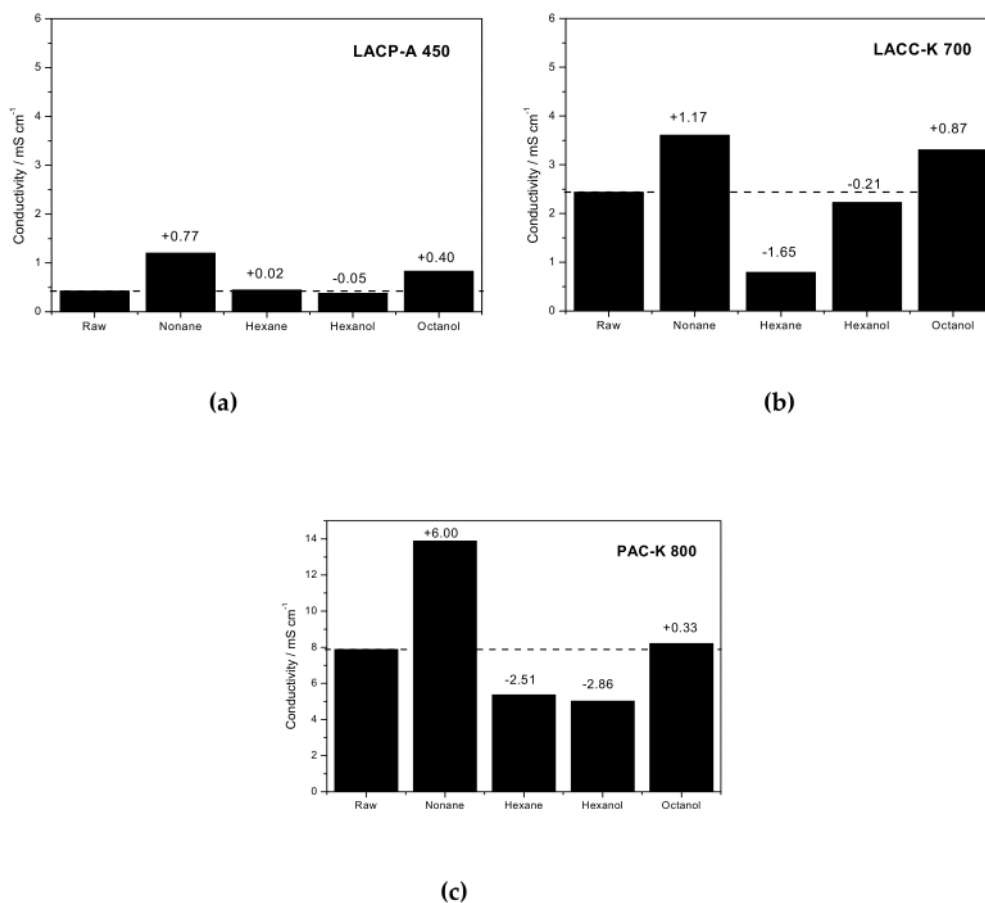 LACP-A 450
Conductivity / mS cm-1
6
5
4
3
2
1
0
+0.77
+0.02
-0.05
+0.40
Raw Nonane Hexane Hexanol Octanol
(a)
LACC-K 700
Conductivity / mS cm-1
6
5
4
3
2
1
0
+1.17
-1.65
-0.21
+0.87
Raw Nonane Hexane Hexanol Octanol
(b)
PAC-K 800
Conductivity / mS cm-1
14
12
10
8
6
4
2
0
+6.00
-2.51
-2.86
+0.33
Raw Nonane Hexane Hexanol Octanol
(c)